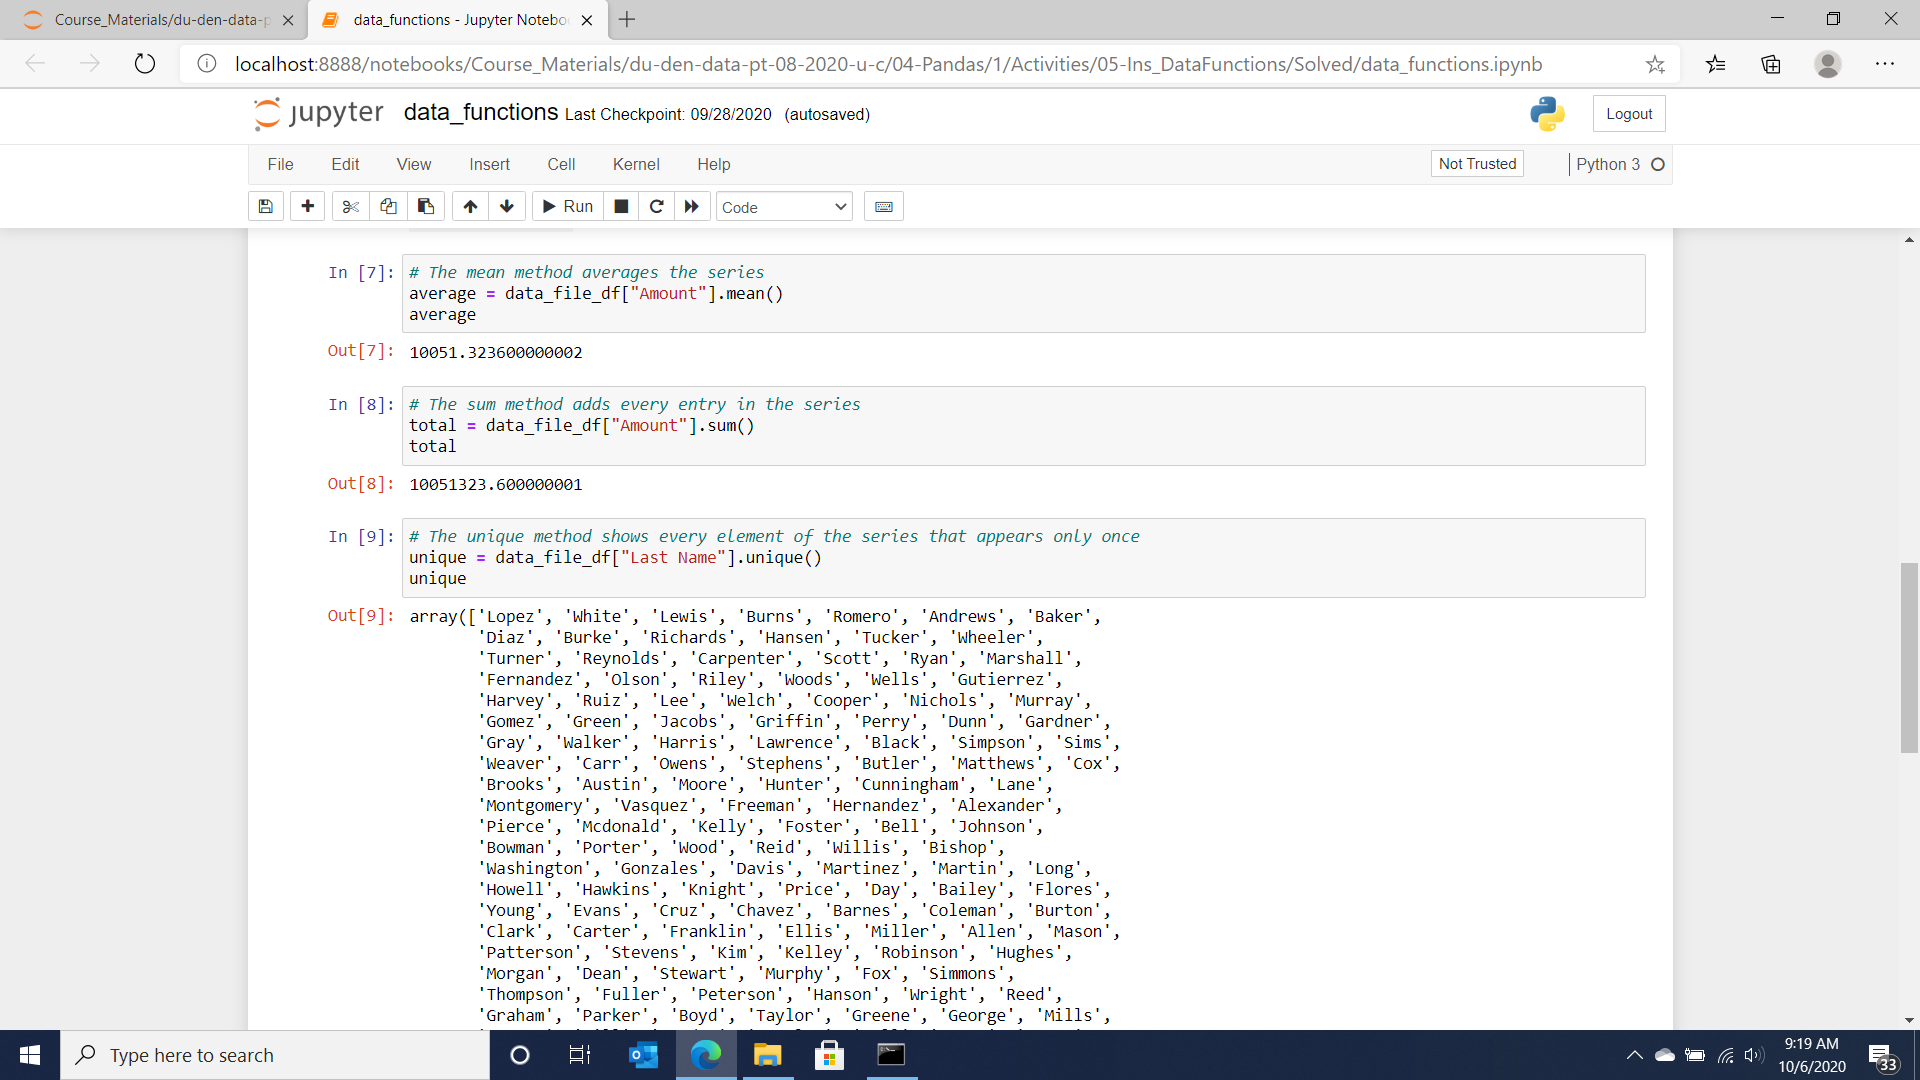 Course_Materials/du-den-data-p
data_functions - Jupyter Notebo
localhost:8888/notebooks/Course_Materials/du-den-data-pt-08-2020-u-c/04-Pandas/1/Activities/05-Ins_DataFunctions/Solved/data_functions.ipynb
jupyter data_functions Last Checkpoint: 09/28/2020 (autosaved) Logout
File Edit View Insert Cell Kernel Help Not Trusted Python 3
Run Code
In [7]: # The mean method averages the series
average = data_file_df["Amount"].mean()
average
Out[7]: 10051.323600000002
In [8]: # The sum method adds every entry in the series
total = data_file_df["Amount"].sum()
total
Out[8]: 10051323.600000001
In [9]: # The unique method shows every element of the series that appears only once
unique = data_file_df["Last Name"].unique()
unique
Out[9]: array(['Lopez', 'White', 'Lewis', 'Burns', 'Romero', 'Andrews', 'Baker',
'Diaz', 'Burke', 'Richards', 'Hansen', 'Tucker', 'Wheeler',
'Turner', 'Reynolds', 'Carpenter', 'Scott', 'Ryan', 'Marshall',
'Fernandez', 'Olson', 'Riley', 'Woods', 'Wells', 'Gutierrez',
'Harvey', 'Ruiz', 'Lee', 'Welch', 'Cooper', 'Nichols', 'Murray',
'Gomez', 'Green', 'Jacobs', 'Griffin', 'Perry', 'Dunn', 'Gardner',
'Gray', 'Walker', 'Harris', 'Lawrence', 'Black', 'Simpson', 'Sims',
'Weaver', 'Carr', 'Owens', 'Stephens', 'Butler', 'Matthews', 'Cox',
'Brooks', 'Austin', 'Moore', 'Hunter', 'Cunningham', 'Lane',
'Montgomery', 'Vasquez', 'Freeman', 'Hernandez', 'Alexander',
'Pierce', 'Mcdonald', 'Kelly', 'Foster', 'Bell', 'Johnson',
'Bowman', 'Porter', 'Wood', 'Reid', 'Willis', 'Bishop',
'Washington', 'Gonzales', 'Davis', 'Martinez', 'Martin', 'Long',
'Howell', 'Hawkins', 'Knight', 'Price', 'Day', 'Bailey', 'Flores',
'Young', 'Evans', 'Cruz', 'Chavez', 'Barnes', 'Coleman', 'Burton',
'Clark', 'Carter', 'Franklin', 'Ellis', 'Miller', 'Allen', 'Mason',
'Patterson', 'Stevens', 'Kim', 'Kelley', 'Robinson', 'Hughes',
'Morgan', 'Dean', 'Stewart', 'Murphy', 'Fox', 'Simmons',
'Thompson', 'Fuller', 'Peterson', 'Hanson', 'Wright', 'Reed',
'Graham', 'Parker', 'Boyd', 'Taylor', 'Greene', 'George', 'Mills',
Type here to search
9:19 AM
10/6/2020
33